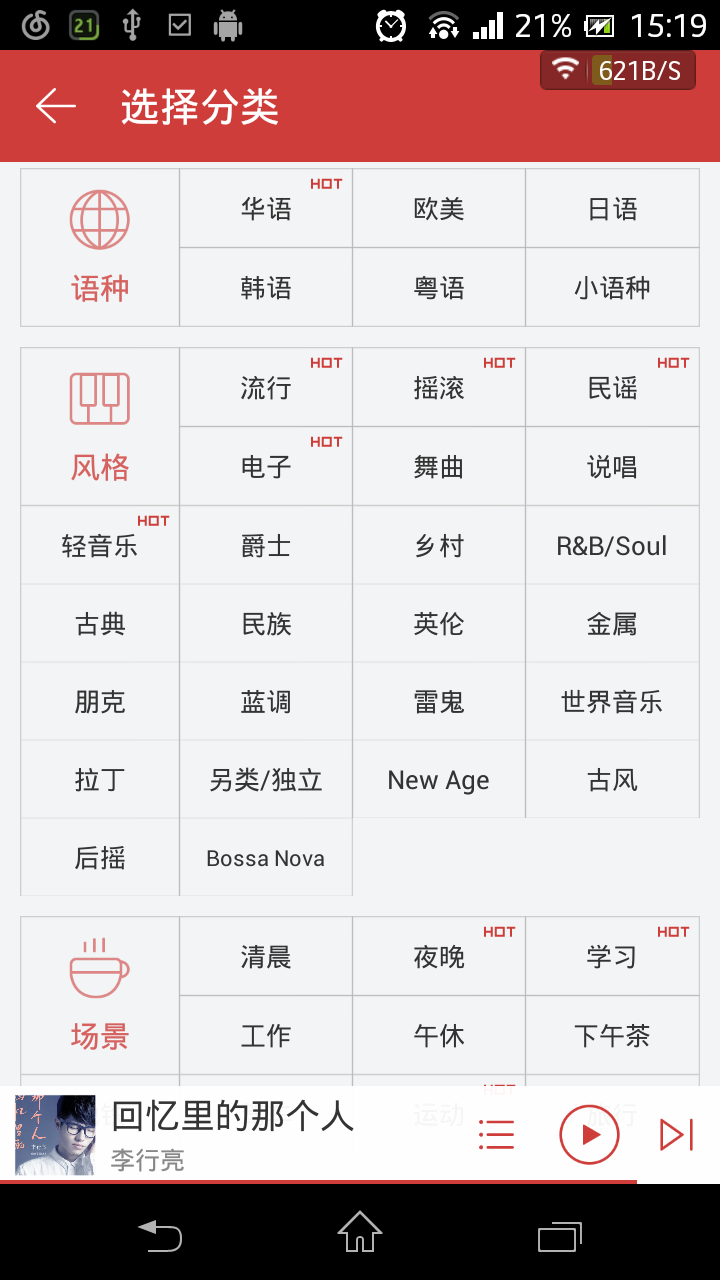 21
21% 15:19
621B/S
选择分类
语种
HOT
华语 欧美 日语
韩语 粤语 小语种
风格
HOT HOT HOT
流行 摇滚 民谣
HOT
电子 舞曲 说唱
HOT
轻音乐 爵士 乡村 R&B/Soul
古典 民族 英伦 金属
朋克 蓝调 雷鬼 世界音乐
拉丁 另类/独立 New Age 古风
后摇 Bossa Nova
场景
HOT HOT
清晨 夜晚 学习
工作 午休 下午茶
HOT
运动 旅行
回忆里的那个人
李行亮